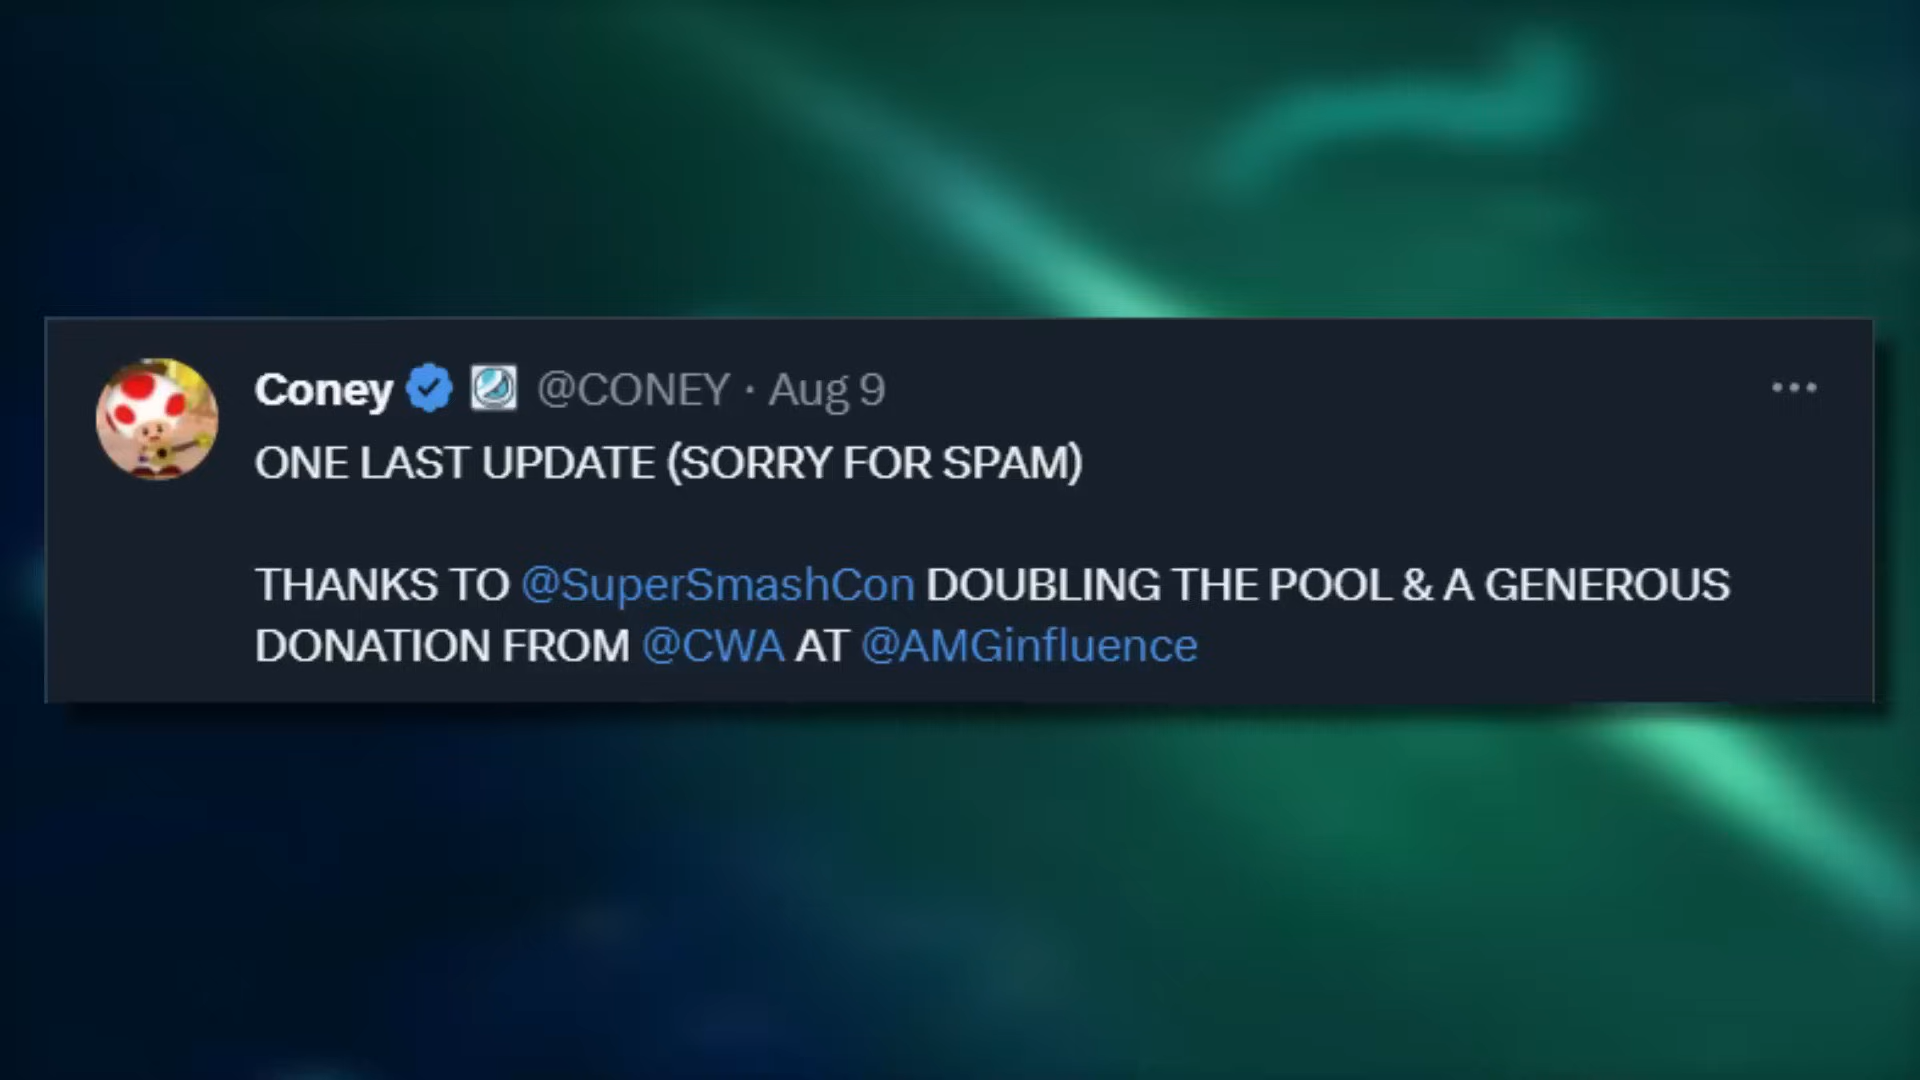 Coney @CONEY · Aug 9
ONE LAST UPDATE (SORRY FOR SPAM)
THANKS TO @SuperSmashCon DOUBLING THE POOL & A GENEROUS
DONATION FROM @CWA AT @AMGinfluence